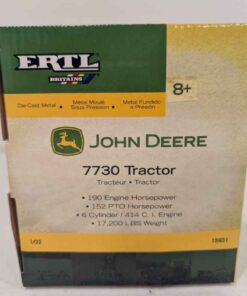 ERTL
BRITAINS
8+
Die-Cast Metal
Métal Moulé
Sous Pression
Metal Fundido
a Presión
JOHN DEERE
7730 Tractor
Tracteur • Tractor
• 190 Engine Horsepower
• 152 PTO Horsepower
• 6 Cylinder / 414 C. I. Engine
• 17,200 LBS Weight
1/32